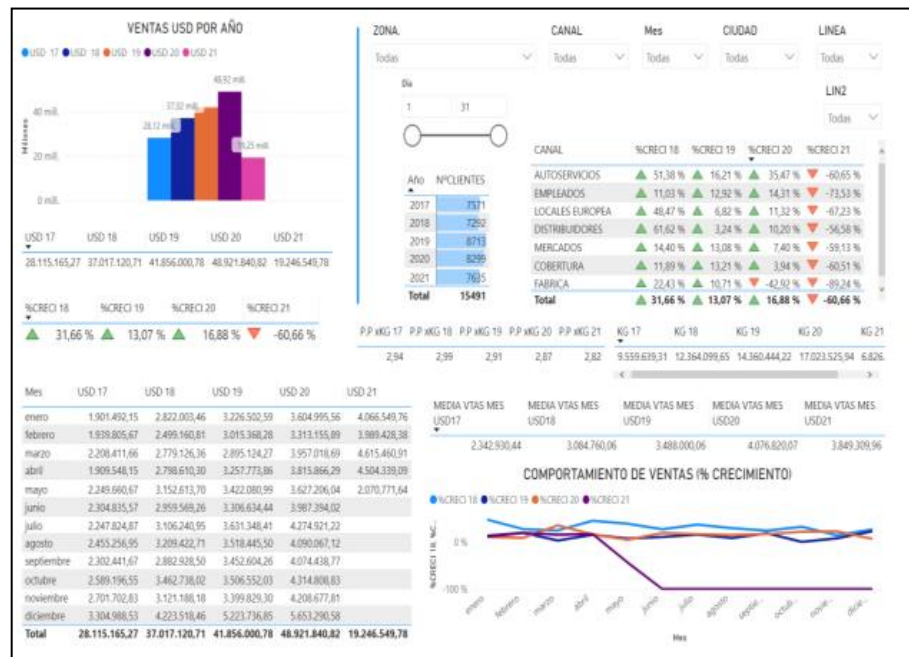 VENTAS USD POR AÑO
USD 17 USD 18 USD 19 USD 20 USD 21
48,92 mill.
37,02 mill.
28,12 mill.
19,25 mill.
Millones
40 mill.
20 mill.
0 mill.
USD 17 USD 18 USD 19 USD 20 USD 21
28.115.165,27 37.017.120,71 41.856.000,78 48.921.840,82 19.246.549,78
%CRECI 18 %CRECI 19 %CRECI 20 %CRECI 21
31,66 % 13,07 % 16,88 % -60,66 %
ZONA. CANAL Mes CIUDAD LINEA
Todas Todas Todas Todas Todas
LIN2
Todas
Dia
1 31
Año NºCLIENTES
2017 7571
2018 7292
2019 8713
2020 8299
2021 7635
Total 15491
CANAL %CRECI 18 %CRECI 19 %CRECI 20 %CRECI 21
AUTOSERVICIOS 51,38 % 16,21 % 35,47 % -60,65 %
EMPLEADOS 11,03 % 12,92 % 14,31 % -73,53 %
LOCALES EUROPEA 48,47 % 6,82 % 11,32 % -67,23 %
DISTRIBUIDORES 61,62 % 3,24 % 10,20 % -56,58 %
MERCADOS 14,40 % 13,08 % 7,40 % -59,13 %
COBERTURA 11,89 % 13,21 % 3,94 % -60,51 %
FABRICA 22,43 % 10,71 % -42,92 % -89,24 %
Total 31,66 % 13,07 % 16,88 % -60,66 %
P.P xKG 17 P.P xKG 18 P.P xKG 19 P.P xKG 20 P.P xKG 21
2,94 2,99 2,91 2,87 2,82
KG 17 KG 18 KG 19 KG 20 KG 21
9.559.639,31 12.364.099,65 14.360.444,22 17.023.525,94 6.826.
Mes USD 17 USD 18 USD 19 USD 20 USD 21
enero 1.901.492,15 2.822.003,46 3.226.502,59 3.604.995,56 4.066.549,76
febrero 1.939.805,67 2.499.160,81 3.015.368,28 3.313.155,89 3.989.428,38
marzo 2.208.411,66 2.779.126,36 2.895.124,27 3.957.018,69 4.615.460,91
abril 1.909.548,15 2.798.610,30 3.257.773,86 3.815.866,29 4.504.339,09
mayo 2.249.660,67 3.152.613,70 3.422.080,99 3.627.206,04 2.070.771,64
junio 2.304.835,57 2.959.569,26 3.306.634,44 3.987.394,02
julio 2.247.824,87 3.106.240,95 3.631.348,41 4.274.921,22
agosto 2.455.256,95 3.209.422,71 3.518.445,50 4.090.067,12
septiembre 2.302.441,67 2.882.928,50 3.452.604,26 4.074.438,77
octubre 2.589.196,55 3.462.738,02 3.506.552,03 4.314.808,83
noviembre 2.701.702,83 3.121.188,18 3.399.829,30 4.208.677,81
diciembre 3.304.988,53 4.223.518,46 5.223.736,85 5.653.290,58
Total 28.115.165,27 37.017.120,71 41.856.000,78 48.921.840,82 19.246.549,78
MEDIA VTAS MES USD17 MEDIA VTAS MES USD18 MEDIA VTAS MES USD19 MEDIA VTAS MES USD20 MEDIA VTAS MES USD21
2.342.930,44 3.084.760,06 3.488.000,06 4.076.820,07 3.849.309,96
COMPORTAMIENTO DE VENTAS (% CRECIMIENTO)
%CRECI 18 %CRECI 19 %CRECI 20 %CRECI 21
%CRECI 18, %C...
0 %
-100 %
enero febrero marzo abril mayo junio julio agosto septie... octub... novie... dicie...
Mes